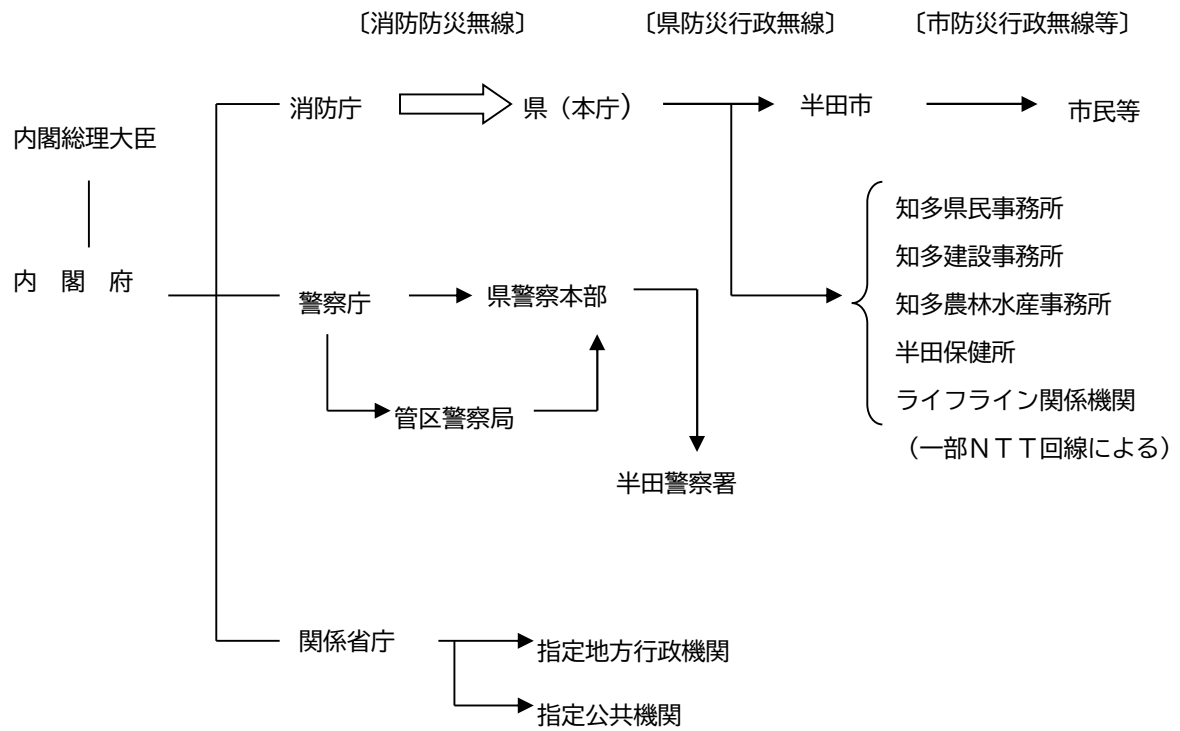 〔消防防災無線〕 〔県防災行政無線〕 〔市防災行政無線等〕
消防庁 県（本庁） 半田市 市民等
内閣総理大臣
知多県民事務所
知多建設事務所
内　閣　府
警察庁 県警察本部 知多農林水産事務所
半田保健所
ライフライン関係機関
管区警察局
（一部ＮＴＴ回線による）
半田警察署
関係省庁 指定地方行政機関
指定公共機関